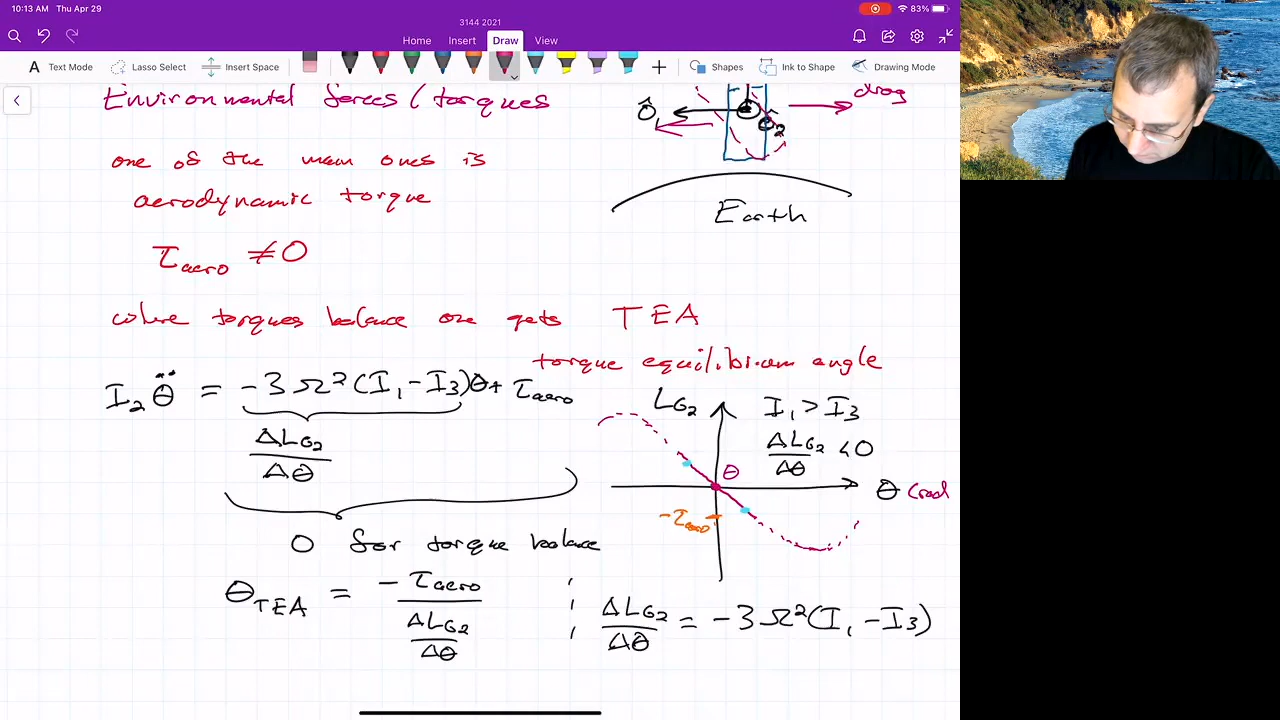 10:13 AM Thu Apr 29
83%
3144 2021
Home Insert Draw View
Text Mode Lasso Select Insert Space Shapes Ink to Shape Drawing Mode
Environmental forces/torques
drag
Ô₁ Ô₂
one of the main ones is
aerodynamic torque
Earth
τaero ≠ 0
where torques balance one gets TEA
torque equilibrium angle
I₂ θ̈ = -3Ω²(I₁-I₃)θ + τaero
LG₂ I₁ > I₃
ΔLG₂/Δθ
ΔLG₂/Δθ < 0
θ
θ (rad
-τaero
0 for torque balance
θTEA = -τaero / (ΔLG₂/Δθ) ; ΔLG₂/Δθ = -3Ω²(I₁-I₃)